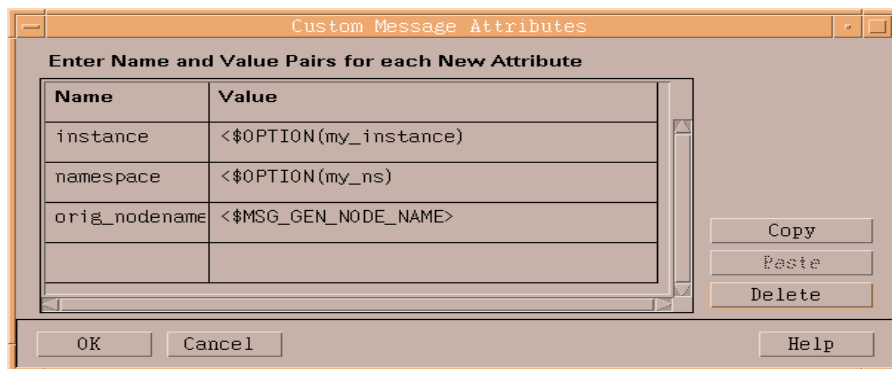 Custom Message Attributes
Enter Name and Value Pairs for each New Attribute
Name Value
instance <$OPTION(my_instance)
namespace <$OPTION(my_ns)
orig_nodename <$MSG_GEN_NODE_NAME>
Copy
Paste
Delete
OK Cancel Help